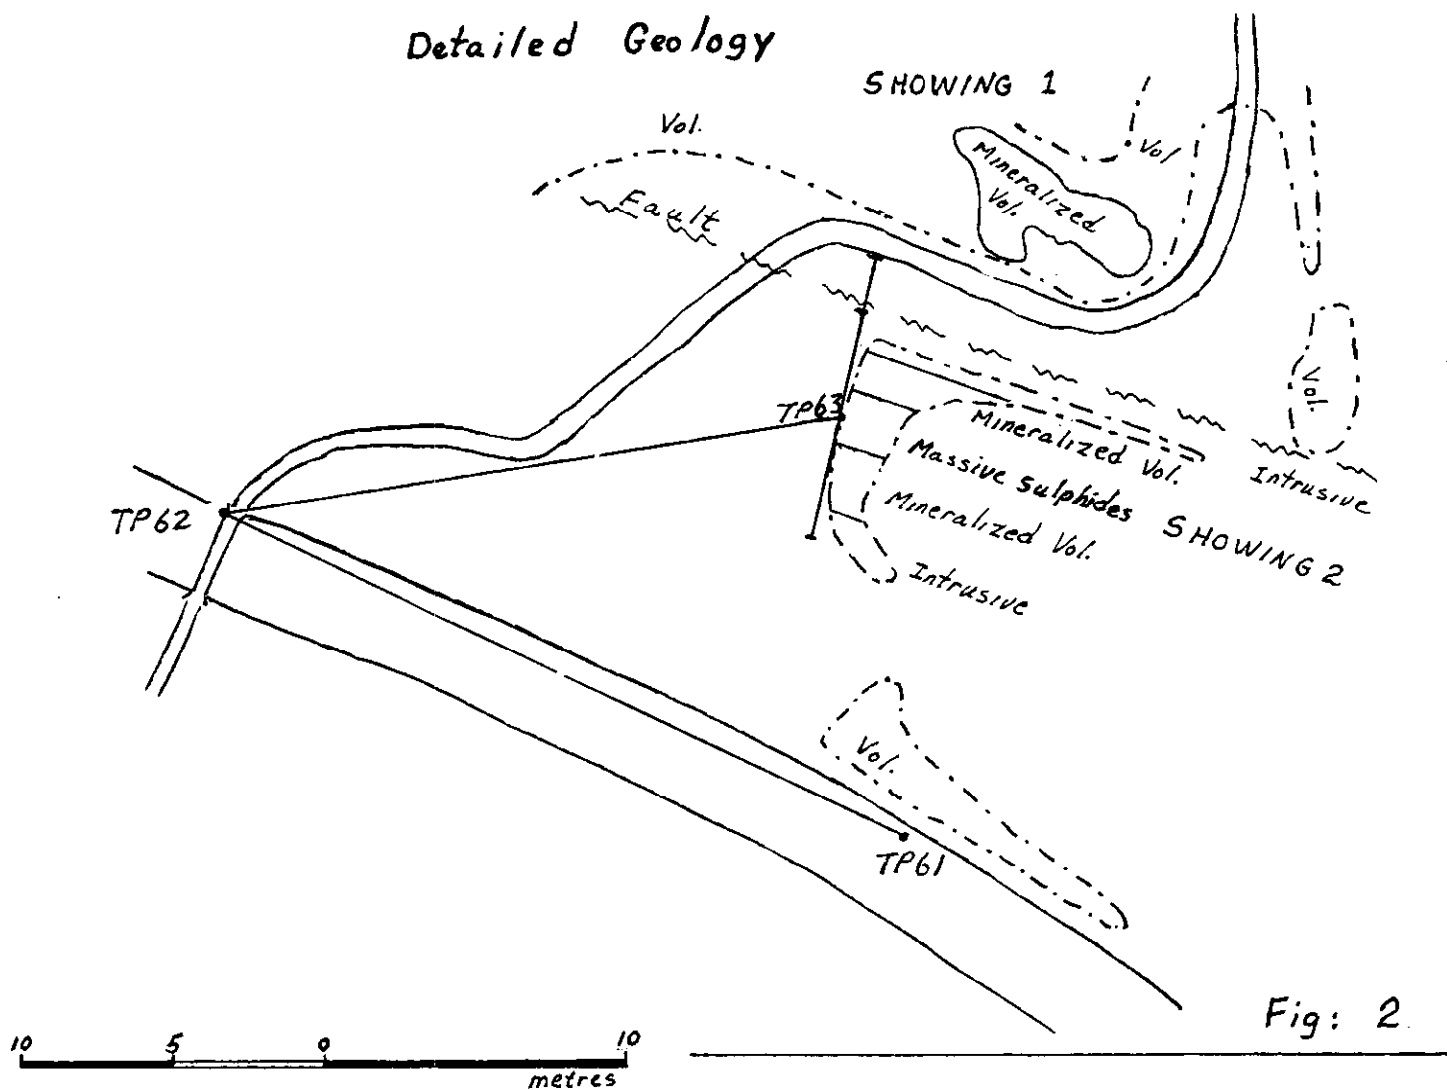 Detailed Geology
SHOWING 1
Vol.
Vol
Mineralized
Vol.
Fault
TP63
Vol.
Mineralized Vol.
Intrusive
Massive sulphides
SHOWING 2
Mineralized Vol.
Intrusive
TP62
Vol.
TP61
Fig: 2
10 5 0 10
metres